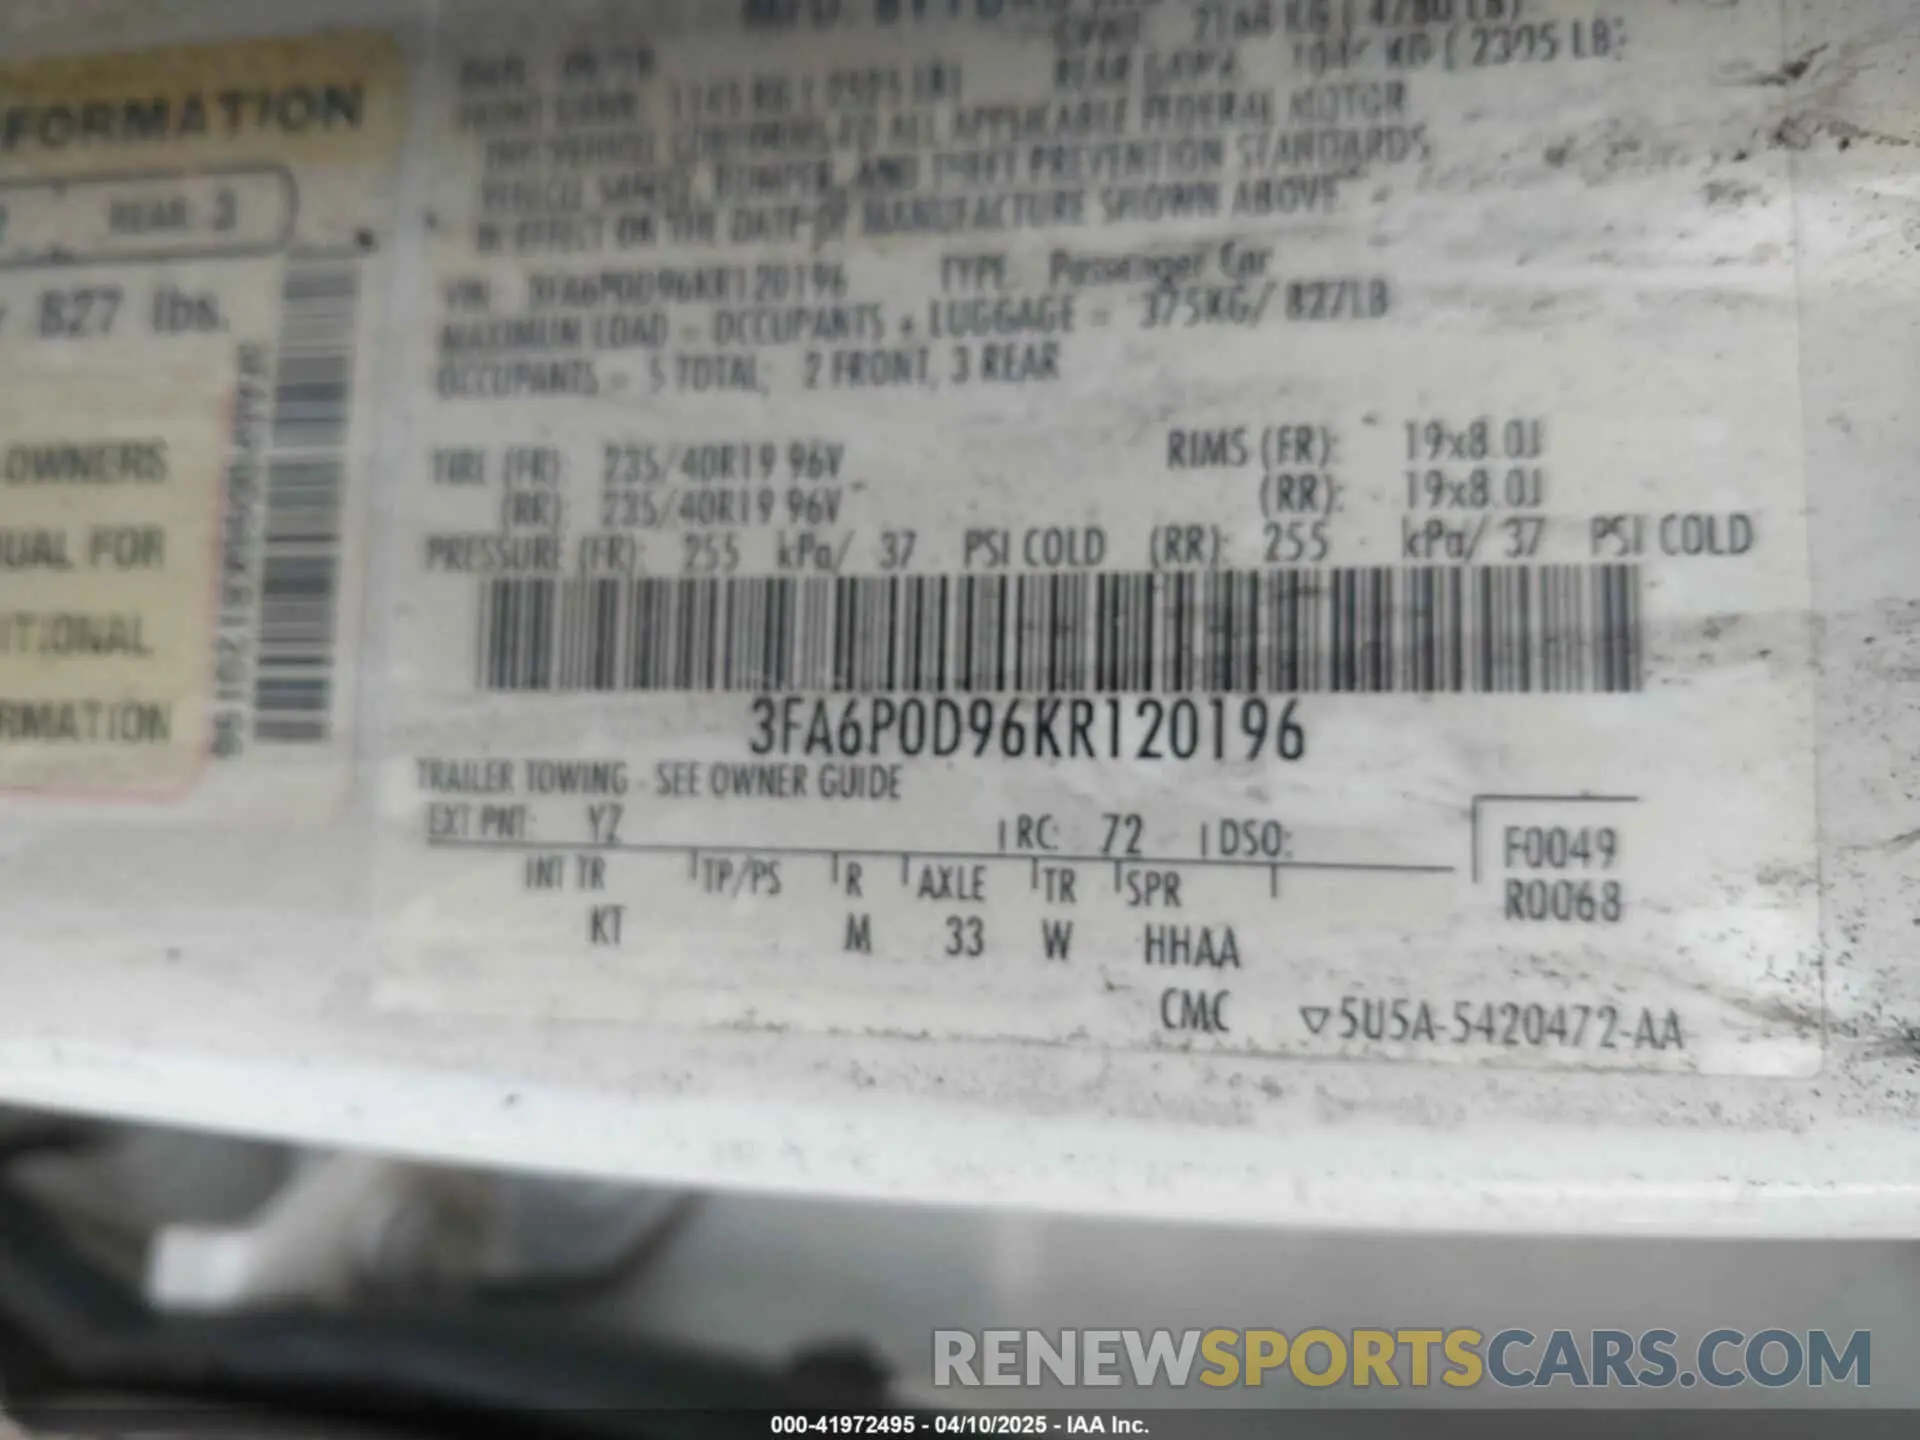 FORMATION
REAR 3
827 lbs.
OWNERS
UAL FOR
ITIONAL
RMATION
2168 KG ( 4780 LB)
REAR GAWR KG ( LB)
FRONT GAWR
THIS VEHICLE CONFORMS TO ALL APPLICABLE FEDERAL MOTOR
VEHICLE SAFETY, BUMPER, AND THEFT PREVENTION STANDARDS
IN EFFECT ON THE DATE OF MANUFACTURE SHOWN ABOVE
VIN: 3FA6P0D96KR120196 TYPE: Passenger Car
MAXIMUM LOAD = OCCUPANTS + LUGGAGE = 375KG/ 827LB
OCCUPANTS = 5 TOTAL, 2 FRONT, 3 REAR
TIRE (FR): 235/40R19 96V RIMS (FR): 19x8.0J
(RR): 235/40R19 96V (RR): 19x8.0J
PRESSURE (FR): 255 kPa/ 37 PSI COLD (RR): 255 kPa/ 37 PSI COLD
3FA6P0D96KR120196
TRAILER TOWING - SEE OWNER GUIDE
EXT PNT: YZ RC: 72 DSO:
F0049
R0068
INT TR TP/PS R AXLE TR SPR
KT M 33 W HHAA
CMC ▽5U5A-5420472-AA
RENEWSPORTSCARS.COM
000-41972495 - 04/10/2025 - IAA Inc.